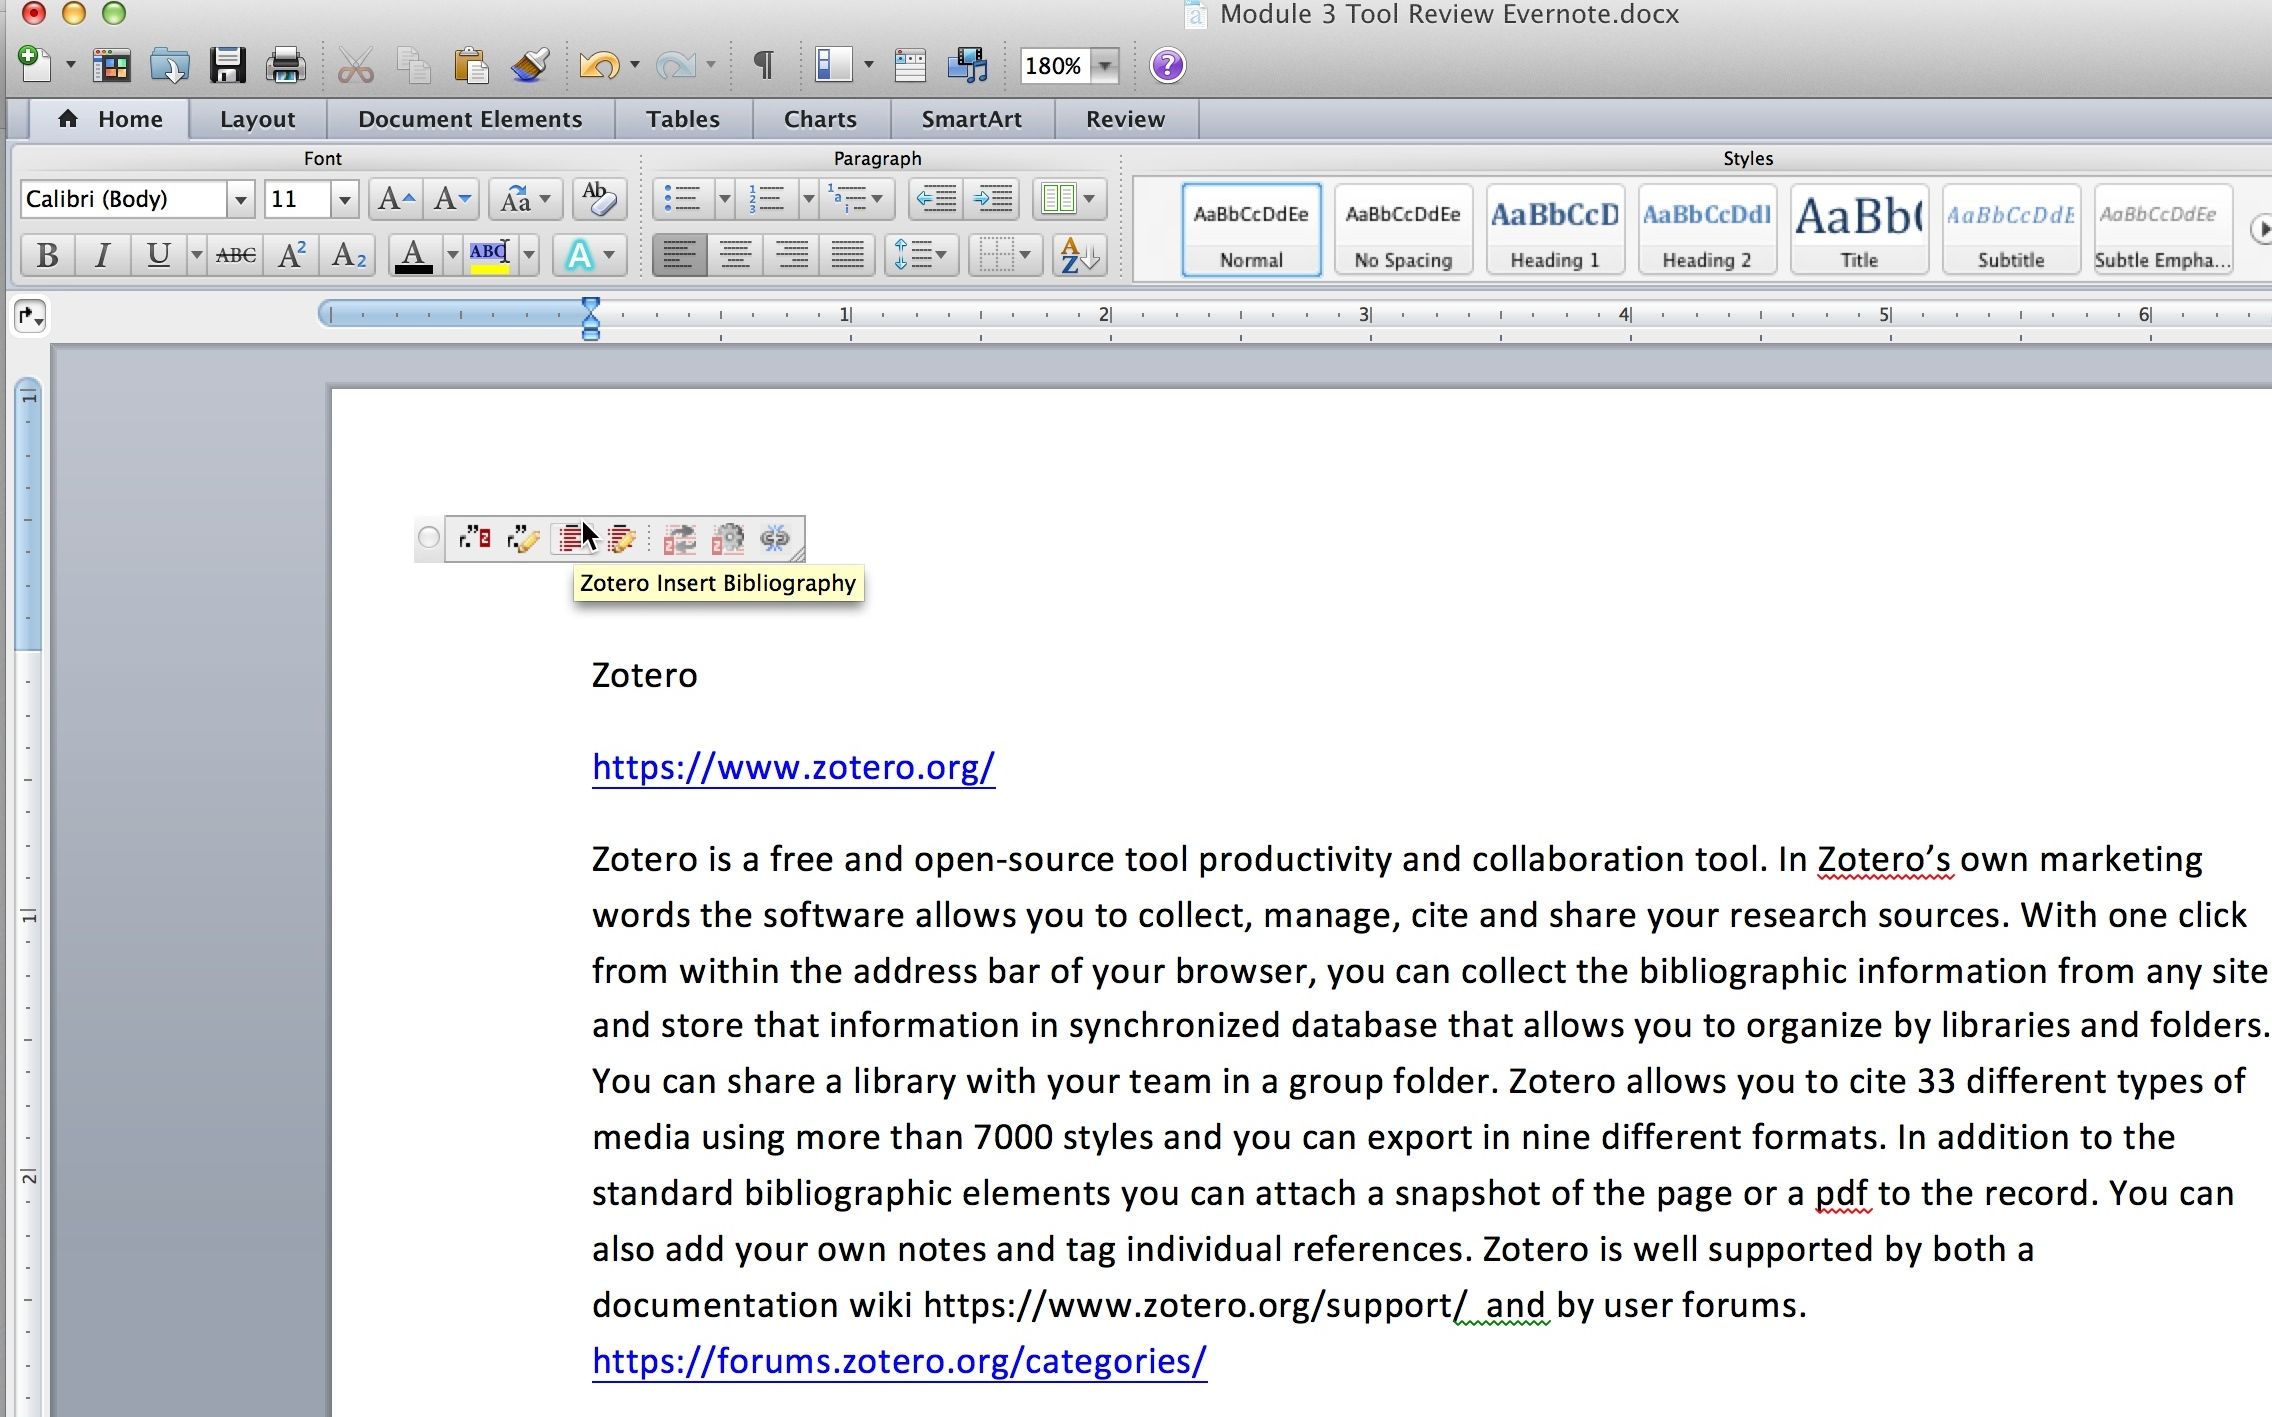 Module 3 Tool Review Evernote.docx
180%
Home Layout Document Elements Tables Charts SmartArt Review
Font Paragraph Styles
Calibri (Body) 11
AaBbCcDdEe AaBbCcDdEe AaBbCcD AaBbCcDdI AaBb( AaBbCcDdE AaBbCcDdEe
Normal No Spacing Heading 1 Heading 2 Title Subtitle Subtle Empha...
B I U ABC A² A₂ A ABC A
1 2 3 4 5 6
Zotero Insert Bibliography
Zotero
https://www.zotero.org/
Zotero is a free and open-source tool productivity and collaboration tool. In Zotero’s own marketing
words the software allows you to collect, manage, cite and share your research sources. With one click
from within the address bar of your browser, you can collect the bibliographic information from any site
and store that information in synchronized database that allows you to organize by libraries and folders.
You can share a library with your team in a group folder. Zotero allows you to cite 33 different types of
media using more than 7000 styles and you can export in nine different formats. In addition to the
standard bibliographic elements you can attach a snapshot of the page or a pdf to the record. You can
also add your own notes and tag individual references. Zotero is well supported by both a
documentation wiki https://www.zotero.org/support/  and by user forums.
https://forums.zotero.org/categories/